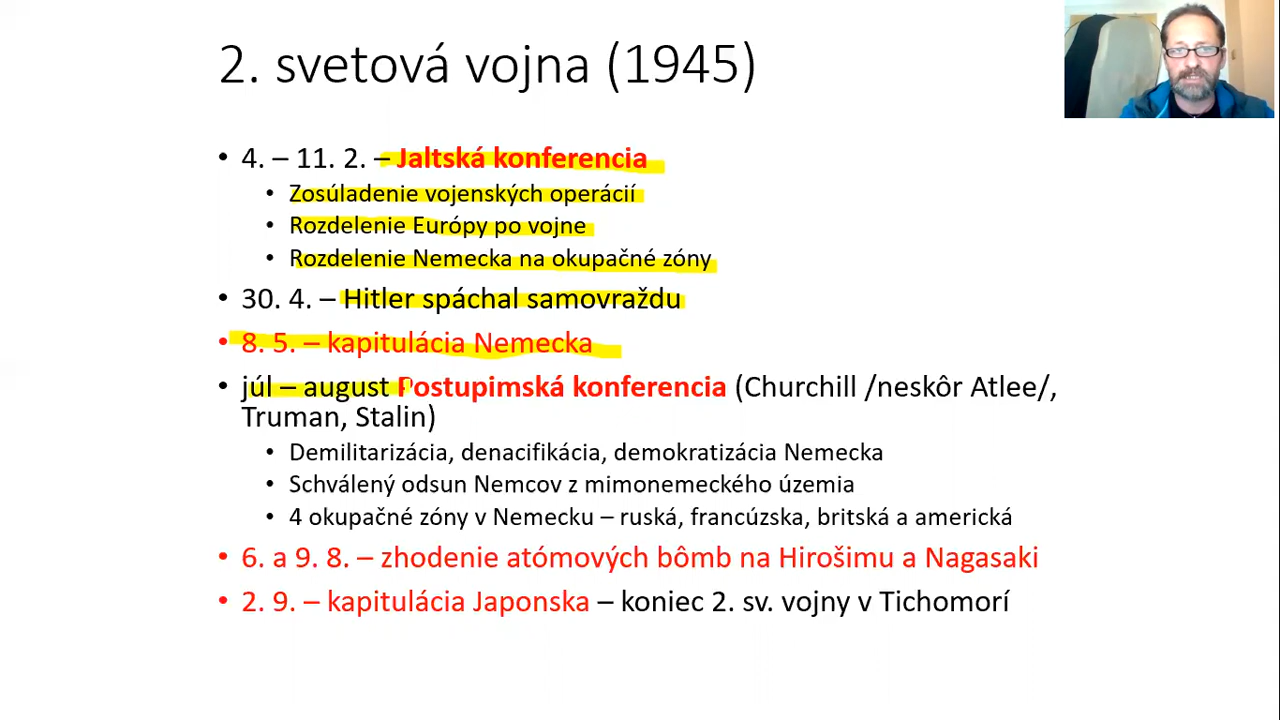 2. svetová vojna (1945)
• 4. – 11. 2. – Jaltská konferencia
• Zosúladenie vojenských operácií
• Rozdelenie Európy po vojne
• Rozdelenie Nemecka na okupačné zóny
• 30. 4. – Hitler spáchal samovraždu
• 8. 5. – kapitulácia Nemecka
• júl – august Postupimská konferencia (Churchill /neskôr Atlee/,
Truman, Stalin)
• Demilitarizácia, denacifikácia, demokratizácia Nemecka
• Schválený odsun Nemcov z mimonemeckého územia
• 4 okupačné zóny v Nemecku – ruská, francúzska, britská a americká
• 6. a 9. 8. – zhodenie atómových bômb na Hirošimu a Nagasaki
• 2. 9. – kapitulácia Japonska – koniec 2. sv. vojny v Tichomorí